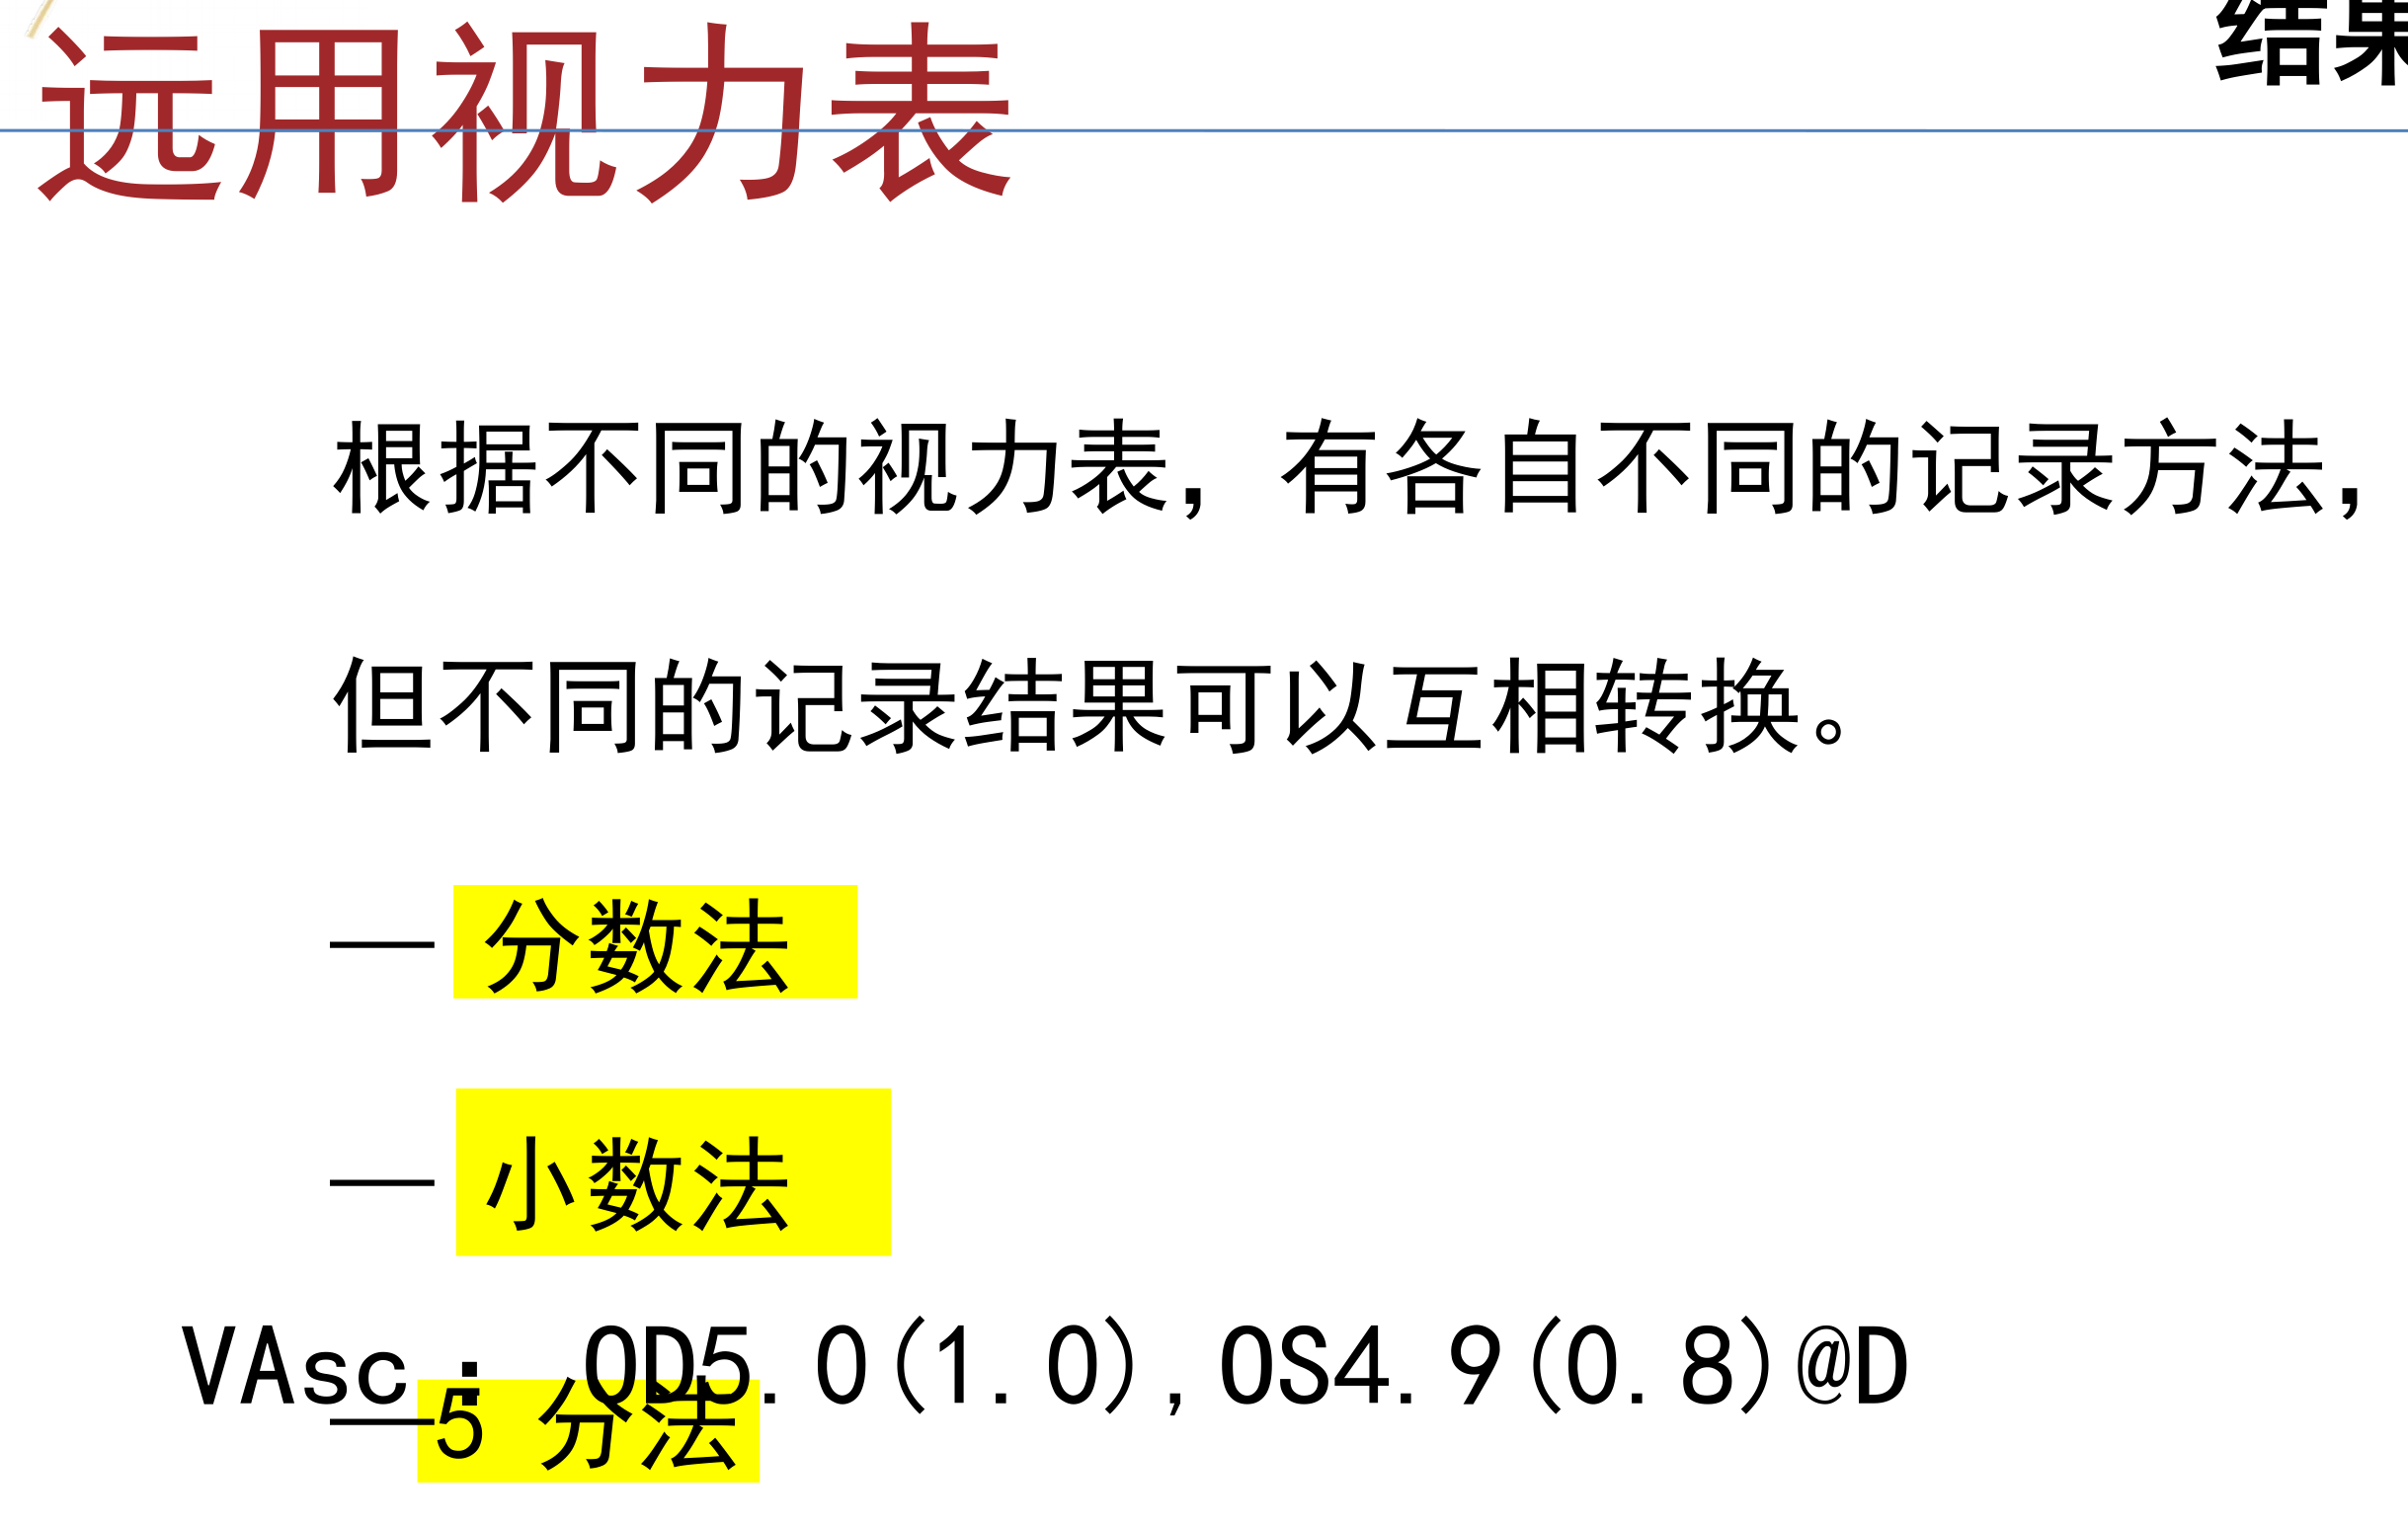 远用视力表
结果
根据不同的视力表，有各自不同的记录方法，
但不同的记录结果可以互相转换。
—分数法
—小数法
VAsc: OD5.0(1.0),OS4.9(0.8)@D
—5 分法